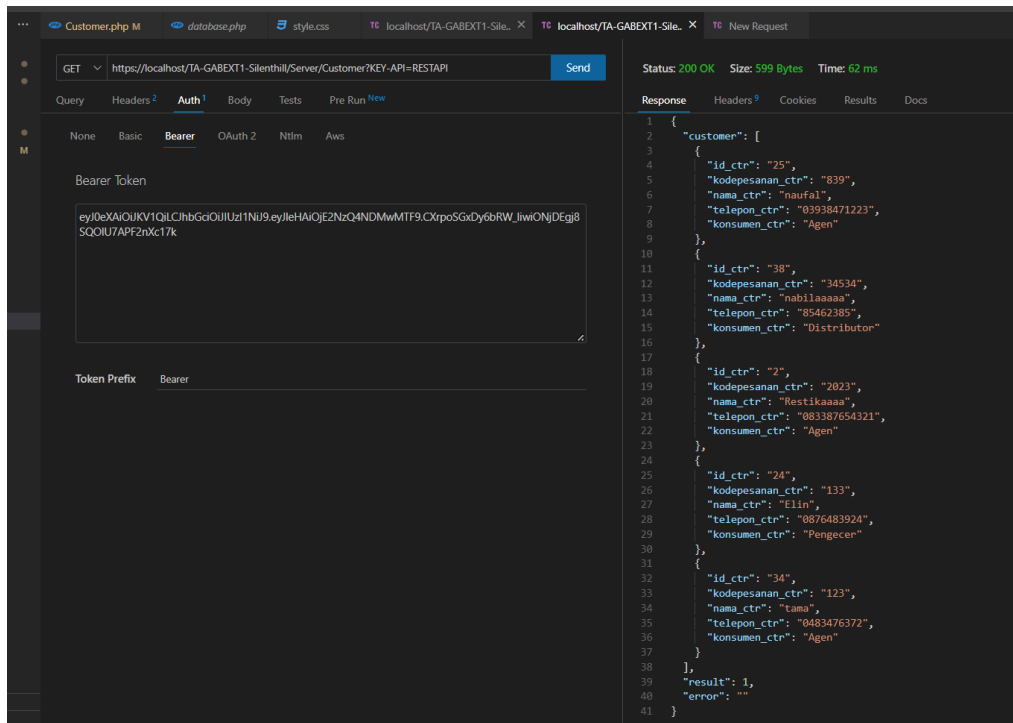 ... Customer.php M database.php style.css TC localhost/TA-GABEXT1-Sile.. × TC localhost/TA-GABEXT1-Sile.. × TC New Request
GET https://localhost/TA-GABEXT1-Silenthill/Server/Customer?KEY-API=RESTAPI Send
Query Headers 2 Auth 1 Body Tests Pre Run New
M
None Basic Bearer OAuth 2 Ntlm Aws
Bearer Token
Token Prefix Bearer
Status: 200 OK Size: 599 Bytes Time: 62 ms
Response Headers 9 Cookies Results Docs
1 {
2 "customer": [
3 {
4 "id_ctr": "25",
5 "kodepesanan_ctr": "839",
6 "nama_ctr": "naufal",
7 "telepon_ctr": "03938471223",
8 "konsumen_ctr": "Agen"
9 },
10 {
11 "id_ctr": "38",
12 "kodepesanan_ctr": "34534",
13 "nama_ctr": "nabilaaaaa",
14 "telepon_ctr": "85462385",
15 "konsumen_ctr": "Distributor"
16 },
17 {
18 "id_ctr": "2",
19 "kodepesanan_ctr": "2023",
20 "nama_ctr": "Restikaaaa",
21 "telepon_ctr": "083387654321",
22 "konsumen_ctr": "Agen"
23 },
24 {
25 "id_ctr": "24",
26 "kodepesanan_ctr": "133",
27 "nama_ctr": "Elin",
28 "telepon_ctr": "0876483924",
29 "konsumen_ctr": "Pengecer"
30 },
31 {
32 "id_ctr": "34",
33 "kodepesanan_ctr": "123",
34 "nama_ctr": "tama",
35 "telepon_ctr": "0483476372",
36 "konsumen_ctr": "Agen"
37 }
38 ],
39 "result": 1,
40 "error": ""
41 }